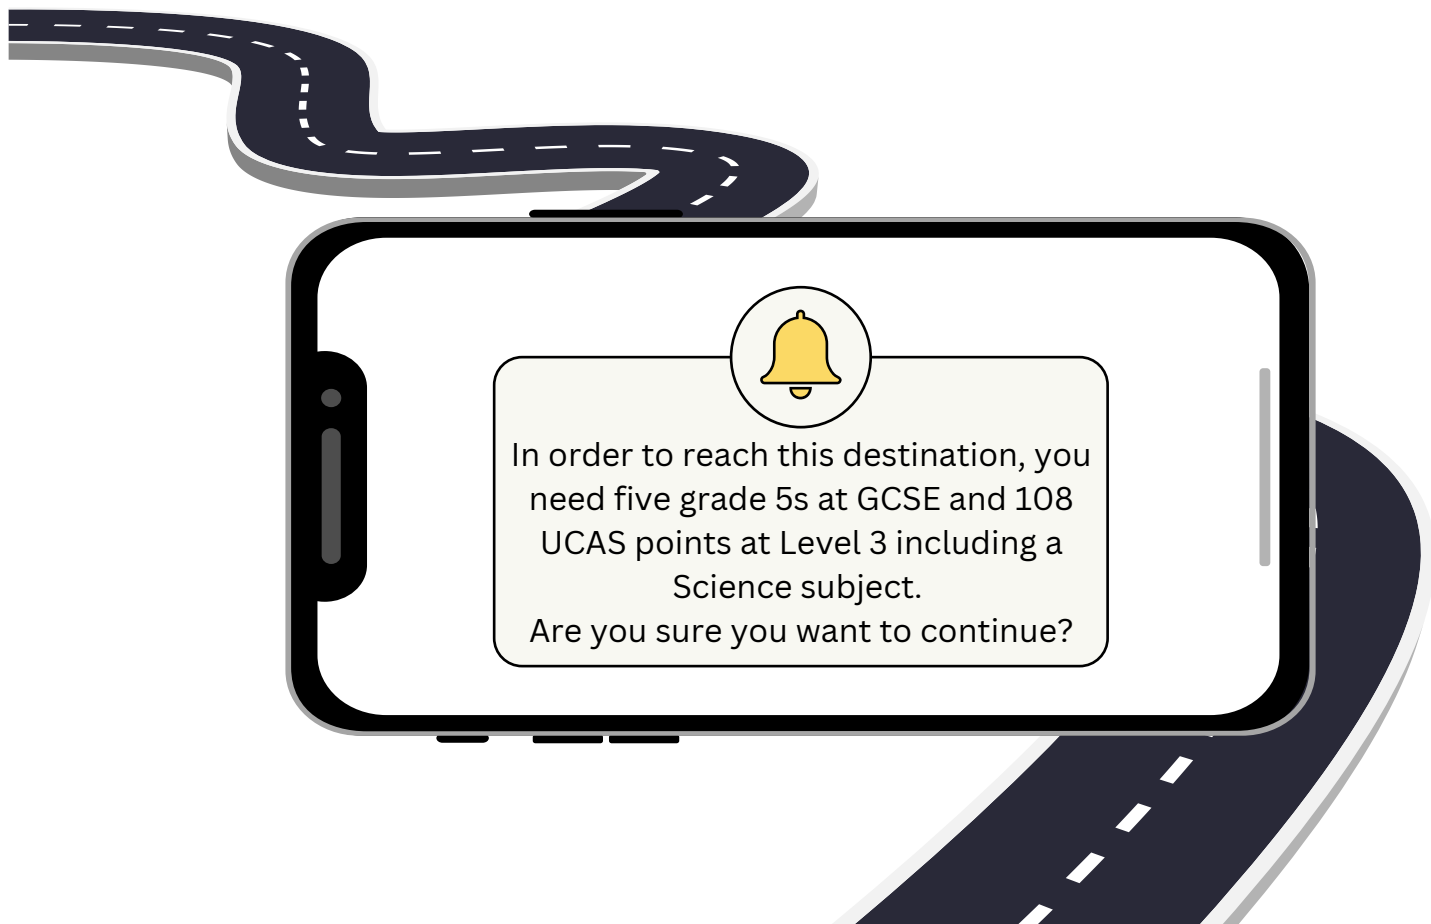 In order to reach this destination, you
need five grade 5s at GCSE and 108
UCAS points at Level 3 including a
Science subject.
Are you sure you want to continue?